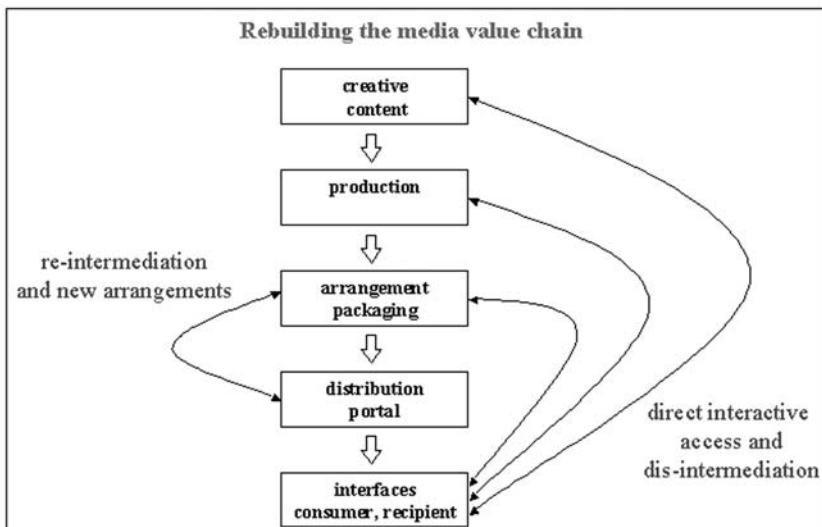 Rebuilding the media value chain
creative
content
production
re-intermediation
and new arrangements
arrangement
packaging
distribution
portal
direct interactive
access and
dis-intermediation
interfaces
consumer, recipient